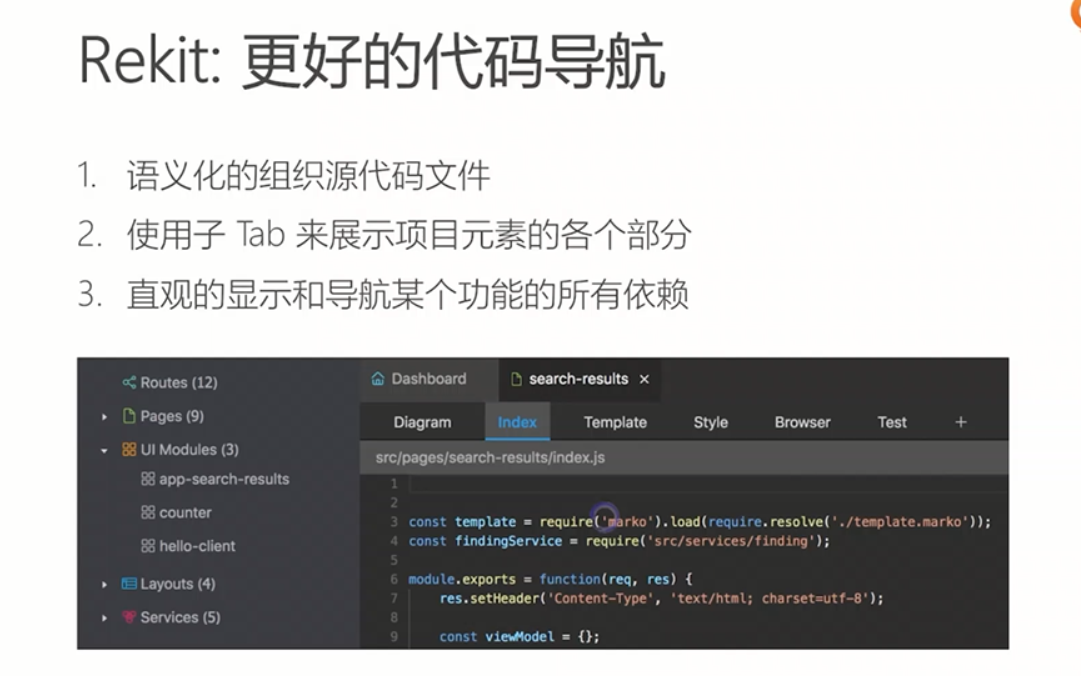 Rekit: 更好的代码导航
1. 语义化的组织源代码文件
2. 使用子 Tab 来展示项目元素的各个部分
3. 直观的显示和导航某个功能的所有依赖
Routes (12)
Pages (9)
UI Modules (3)
app-search-results
counter
hello-client
Layouts (4)
Services (5)
Dashboard search-results ×
Diagram Index Template Style Browser Test +
src/pages/search-results/index.js
1
2
3 const template = require('marko').load(require.resolve('./template.marko'));
4 const findingService = require('src/services/finding');
5
6 module.exports = function(req, res) {
7 res.setHeader('Content-Type', 'text/html; charset=utf-8');
8
9 const viewModel = {};